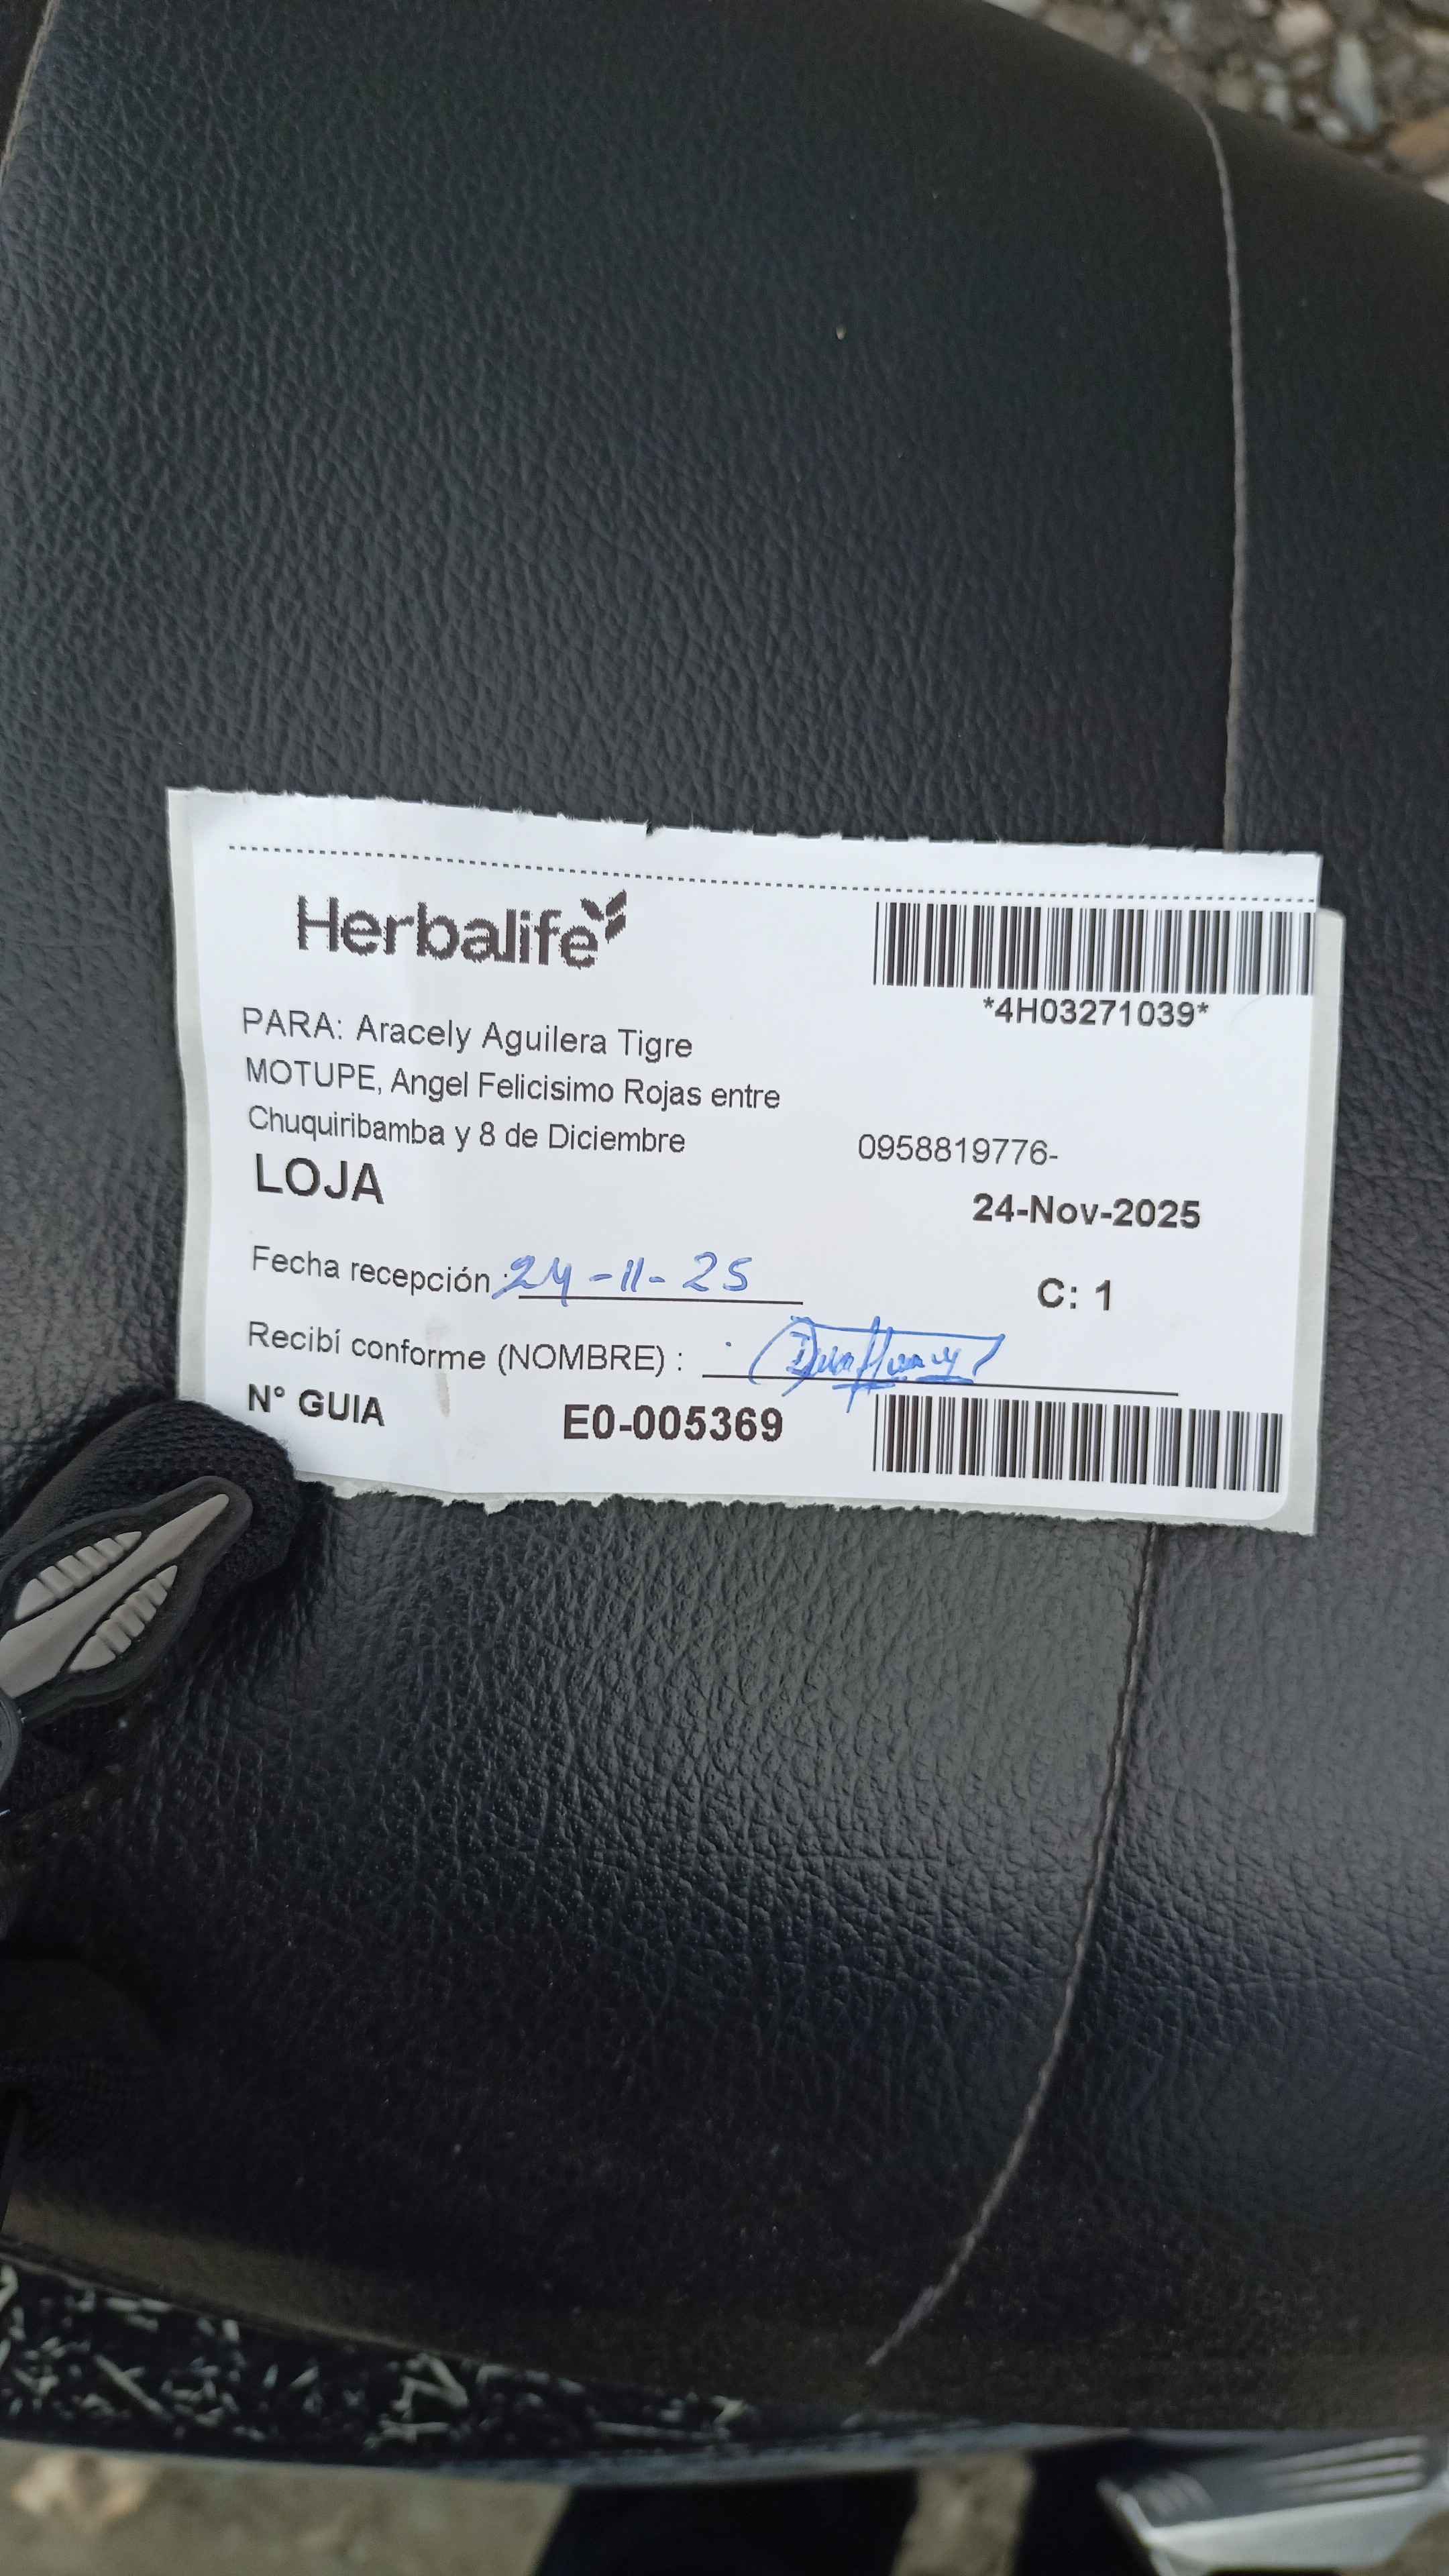 Herbalife
*4H03271039*
PARA: Aracely Aguilera Tigre
MOTUPE, Angel Felicisimo Rojas entre
Chuquiribamba y 8 de Diciembre
0958819776-
LOJA
24-Nov-2025
Fecha recepción : 24-11-25
C: 1
Recibí conforme (NOMBRE) :
N° GUIA E0-005369